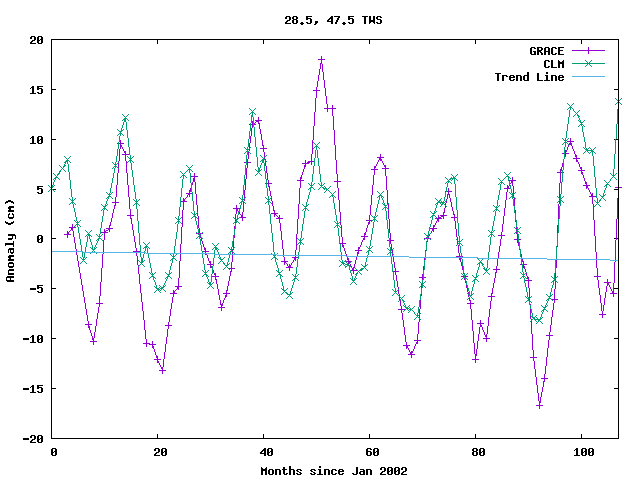 28.5, 47.5 TWS
GRACE
CLM
Trend Line
20
15
10
5
0
-5
-10
-15
-20
Anomaly (cm)
0 20 40 60 80 100
Months since Jan 2002